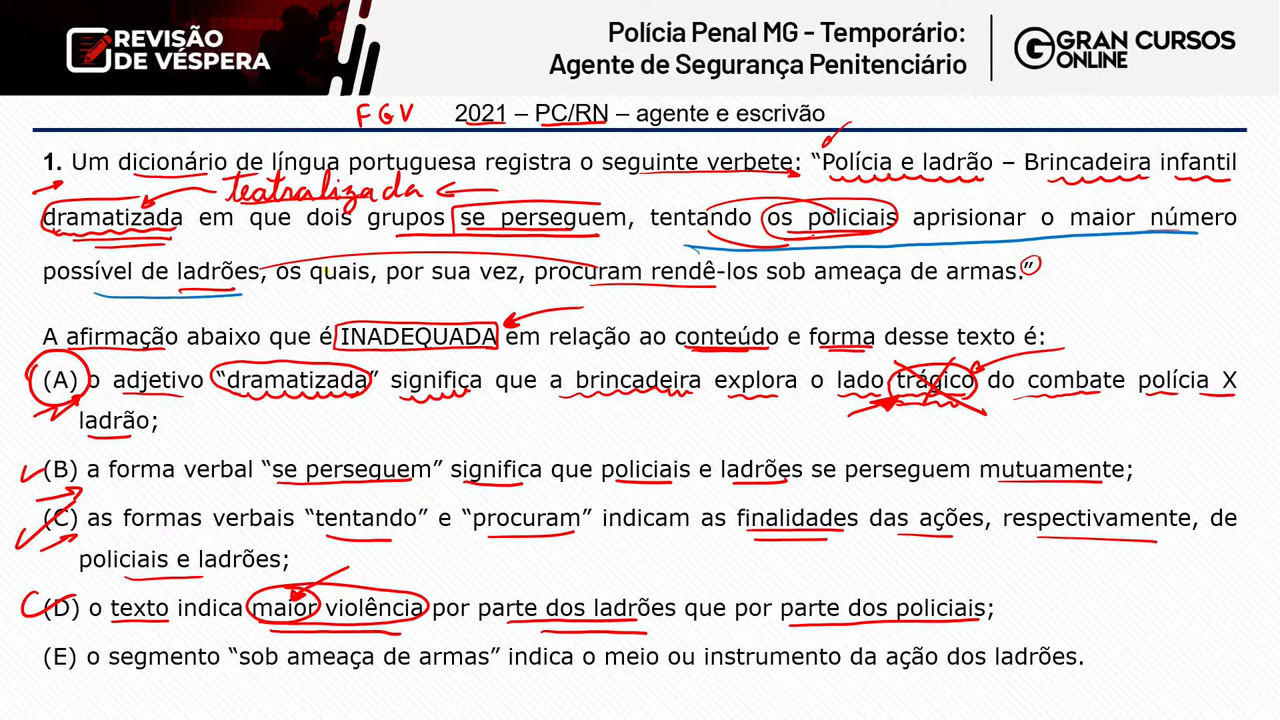 REVISÃO
DE VÉSPERA
Polícia Penal MG - Temporário:
Agente de Segurança Penitenciário
GRAN CURSOS
ONLINE
FGV 2021 – PC/RN – agente e escrivão
1. Um dicionário de língua portuguesa registra o seguinte verbete: “Polícia e ladrão – Brincadeira infantil
teatralizada
dramatizada em que dois grupos se perseguem, tentando os policiais aprisionar o maior número
possível de ladrões, os quais, por sua vez, procuram rendê-los sob ameaça de armas.”
A afirmação abaixo que é INADEQUADA em relação ao conteúdo e forma desse texto é:
(A) o adjetivo “dramatizada” significa que a brincadeira explora o lado trágico do combate polícia X
ladrão;
(B) a forma verbal “se perseguem” significa que policiais e ladrões se perseguem mutuamente;
(C) as formas verbais “tentando” e “procuram” indicam as finalidades das ações, respectivamente, de
policiais e ladrões;
(D) o texto indica maior violência por parte dos ladrões que por parte dos policiais;
(E) o segmento “sob ameaça de armas” indica o meio ou instrumento da ação dos ladrões.